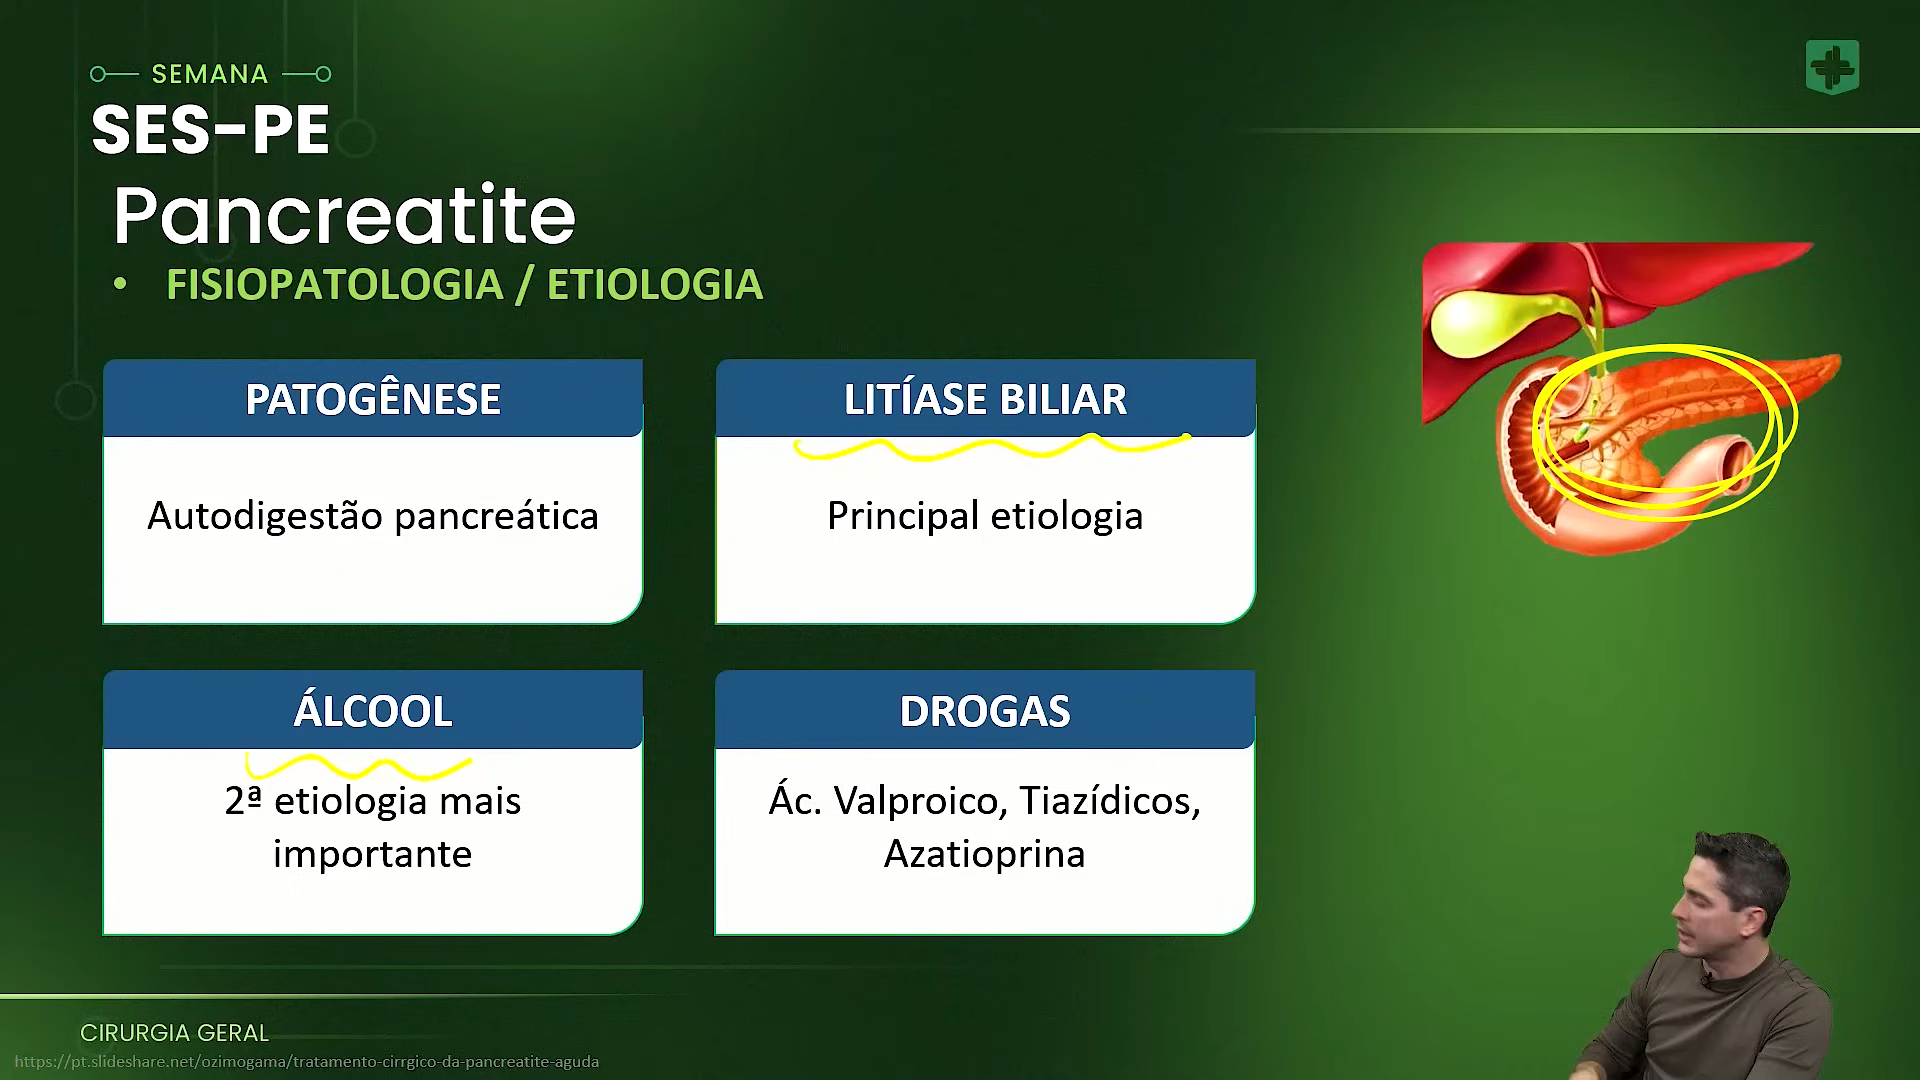 SEMANA
SES-PE
Pancreatite
• FISIOPATOLOGIA / ETIOLOGIA
PATOGÊNESE
Autodigestão pancreática
LITÍASE BILIAR
Principal etiologia
ÁLCOOL
2ª etiologia mais
importante
DROGAS
Ác. Valproico, Tiazídicos,
Azatioprina
CIRURGIA GERAL
https://pt.slideshare.net/ozimogama/tratamento-cirrgico-da-pancreatite-aguda